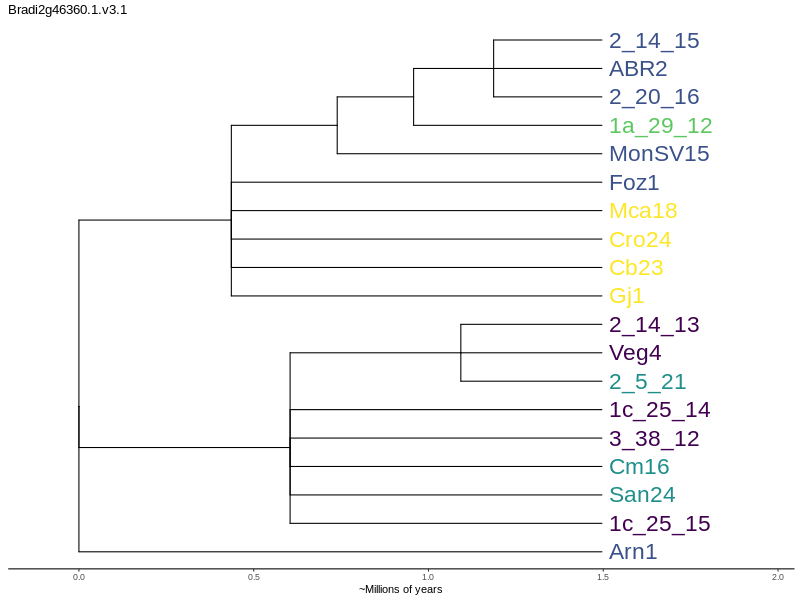 Bradi2g46360.1.v3.1
2_14_15
ABR2
2_20_16
1a_29_12
MonSV15
Foz1
Mca18
Cro24
Cb23
Gj1
2_14_13
Veg4
2_5_21
1c_25_14
3_38_12
Cm16
San24
1c_25_15
Arn1
0.0 0.5 1.0 1.5 2.0
~Millions of years